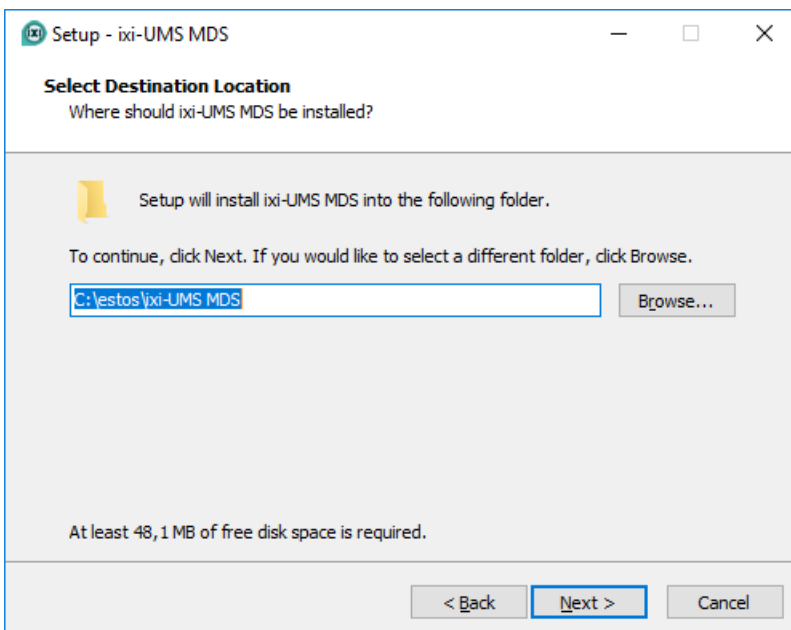 ixi Setup - ixi-UMS MDS
Select Destination Location
Where should ixi-UMS MDS be installed?
Setup will install ixi-UMS MDS into the following folder.
To continue, click Next. If you would like to select a different folder, click Browse.
C:\estos\ixi-UMS MDS
Browse...
At least 48,1 MB of free disk space is required.
< Back Next > Cancel